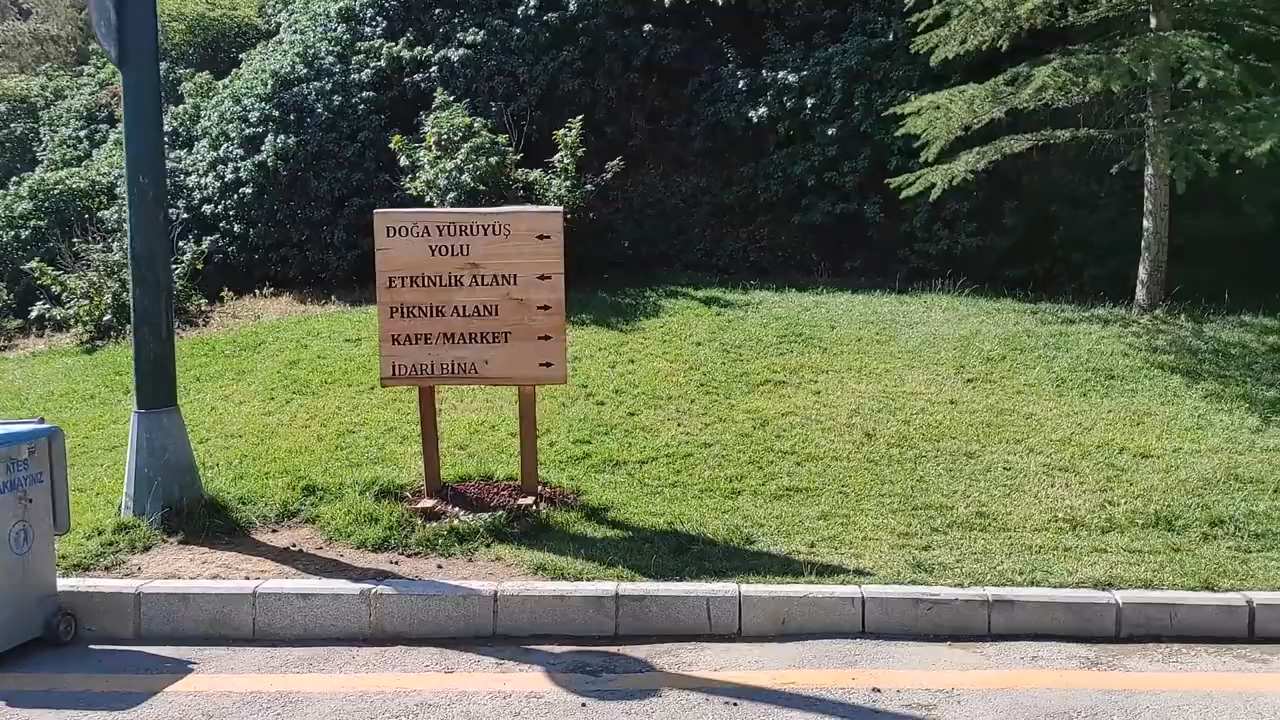 DOĞA YÜRÜYÜŞ
YOLU
ETKİNLİK ALANI
PİKNİK ALANI
KAFE/MARKET
İDARİ BİNA
ATEŞ
AKMAYINIZ